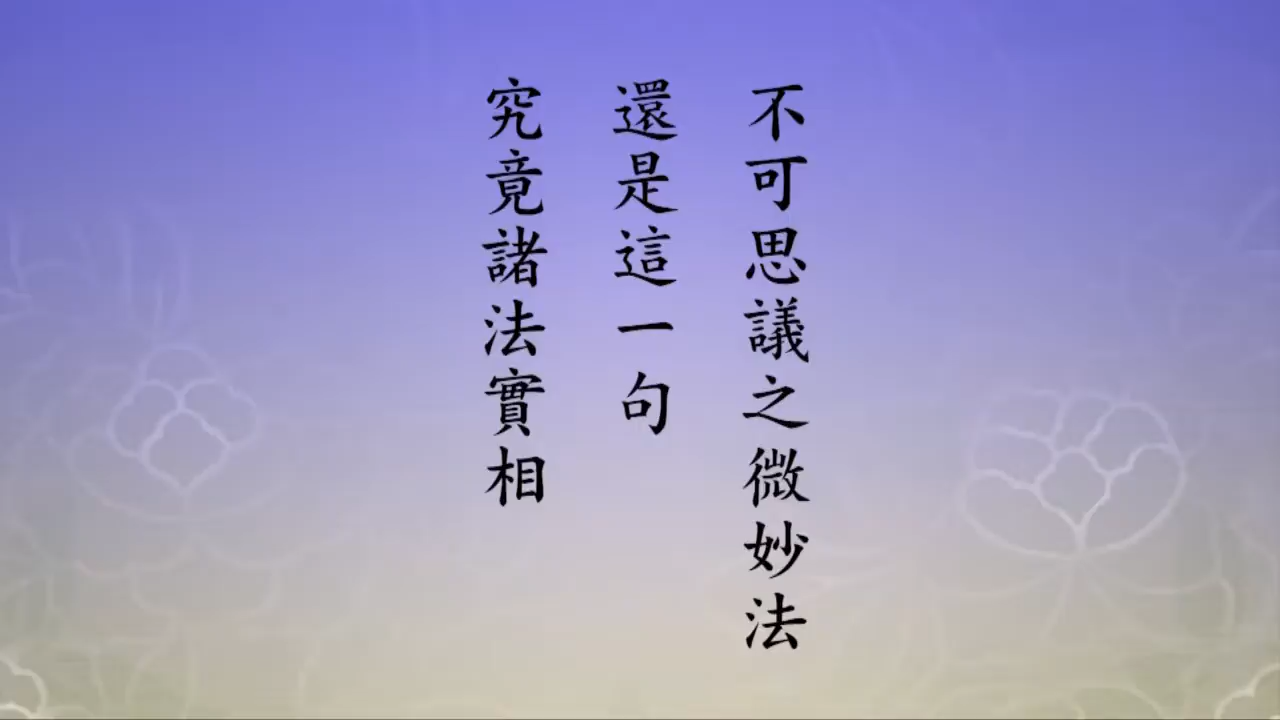 不可思議之微妙法
還是這一句
究竟諸法實相